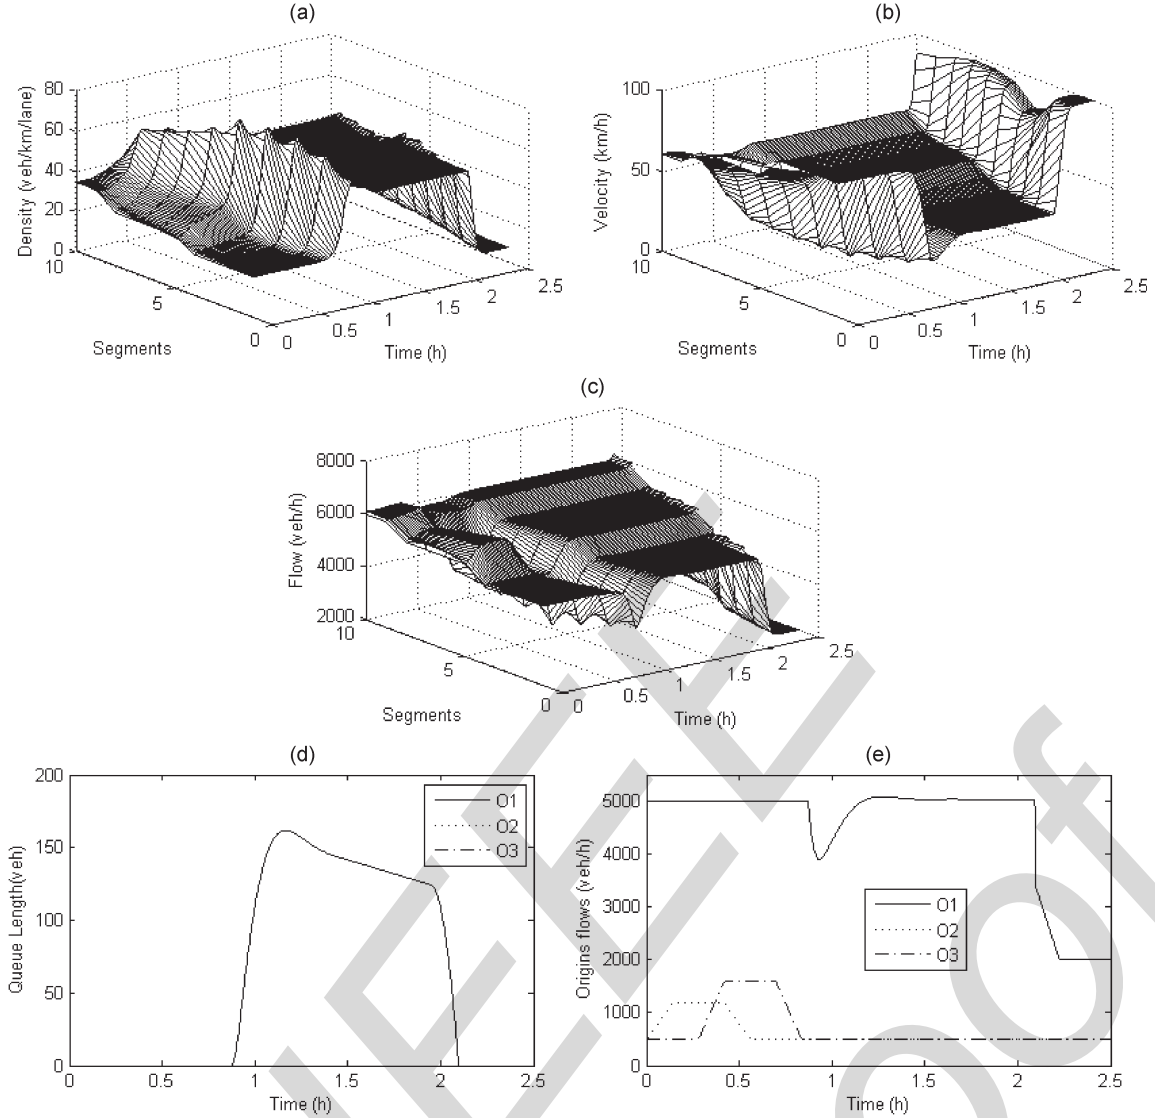 (a)
80
60
40
20
0
10
5
0
0
0.5
1
1.5
2
2.5
Density (veh/km/lane)
Segments
Time (h)
(b)
100
50
0
10
5
0
0
0.5
1
1.5
2
2.5
Velocity (km/h)
Segments
Time (h)
(c)
8000
6000
4000
2000
10
5
0
0
0.5
1
1.5
2
2.5
Flow (veh/h)
Segments
Time (h)
(d)
200
150
100
50
0
0
0.5
1
1.5
2
2.5
Queue Length(veh)
Time (h)
O1
O2
O3
(e)
5000
4000
3000
2000
1000
0
0
0.5
1
1.5
2
2.5
Origins flows (veh/h)
Time (h)
O1
O2
O3